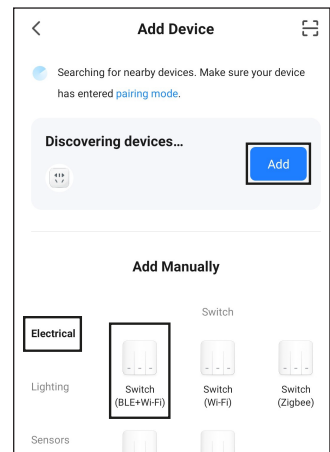 Add Device
Searching for nearby devices. Make sure your device
has entered pairing mode.
Discovering devices...
Add
Add Manually
Switch
Electrical
Switch
(BLE+Wi-Fi)
Switch
(Wi-Fi)
Switch
(Zigbee)
Lighting
Sensors